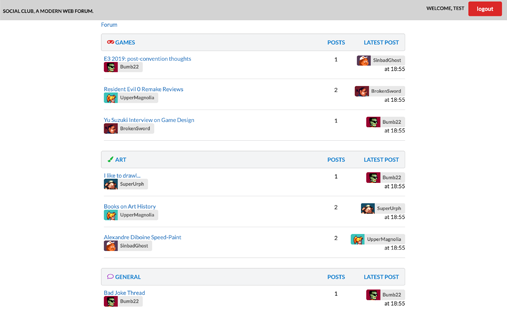 SOCIAL CLUB, A MODERN WEB FORUM.
WELCOME, TEST
logout
Forum
GAMES POSTS LATEST POST
E3 2019: post-convention thoughts 1 SinbadGhost
Bumb22 at 18:55
Resident Evil 0 Remake Reviews 2 BrokenSword
UpperMagnolia at 18:55
Yu Suzuki Interview on Game Design 1 Bumb22
BrokenSword at 18:55
ART POSTS LATEST POST
I like to drawi... 1 Bumb22
SuperUrph at 18:55
Books on Art History 2 SuperUrph
UpperMagnolia at 18:55
Alexandre Diboine Speed-Paint 2 UpperMagnolia
SinbadGhost at 18:55
GENERAL POSTS LATEST POST
Bad Joke Thread 1 Bumb22
Bumb22 at 18:55